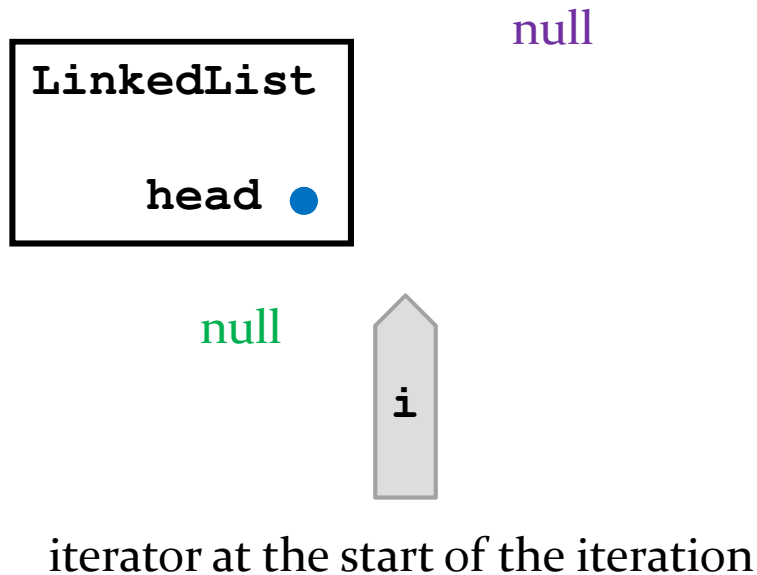 null
LinkedList
head
null
i
iterator at the start of the iteration